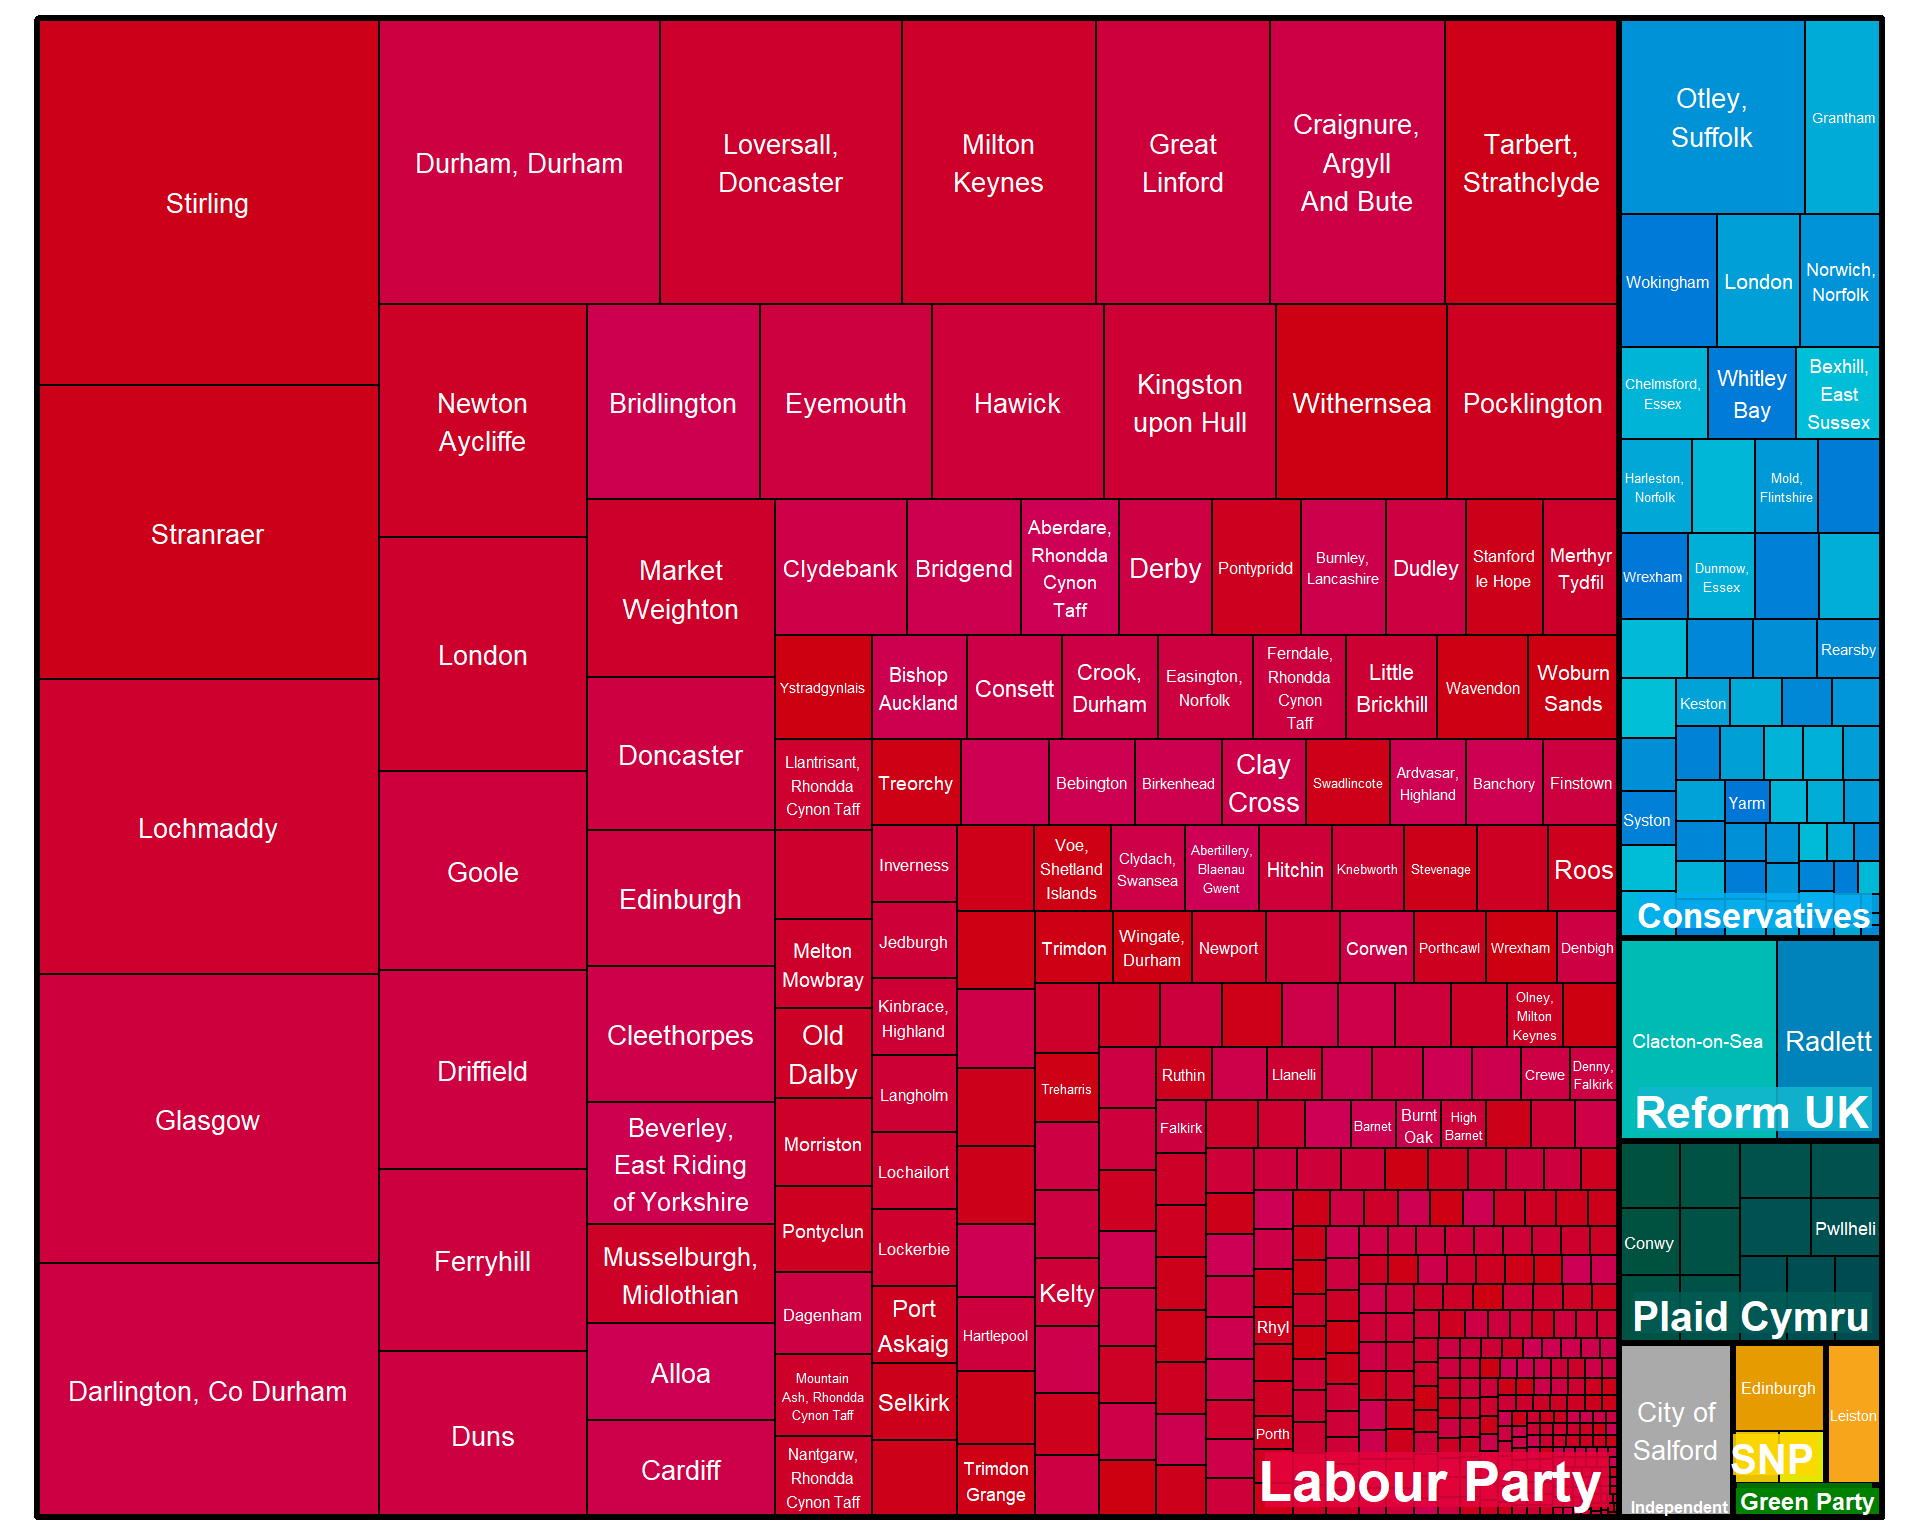 Stirling
Stranraer
Lochmaddy
Glasgow
Darlington, Co Durham
Durham, Durham
Loversall,
Doncaster
Milton
Keynes
Great
Linford
Craignure,
Argyll
And Bute
Tarbert,
Strathclyde
Newton
Aycliffe
London
Goole
Driffield
Ferryhill
Duns
Bridlington
Eyemouth
Hawick
Kingston
upon Hull
Withernsea
Pocklington
Market
Weighton
Doncaster
Edinburgh
Cleethorpes
Beverley,
East Riding
of Yorkshire
Musselburgh,
Midlothian
Alloa
Cardiff
Clydebank
Bridgend
Aberdare,
Rhondda
Cynon
Taff
Derby
Pontypridd
Burnley,
Lancashire
Dudley
Stanford
le Hope
Merthyr
Tydfil
Ystradgynlais
Bishop
Auckland
Consett
Crook,
Durham
Easington,
Norfolk
Ferndale,
Rhondda
Cynon
Taff
Little
Brickhill
Wavendon
Woburn
Sands
Llantrisant,
Rhondda
Cynon Taff
Treorchy
Bebington
Birkenhead
Clay
Cross
Swadlincote
Ardvasar,
Highland
Banchory
Finstown
Melton
Mowbray
Old
Dalby
Morriston
Pontyclun
Dagenham
Mountain
Ash, Rhondda
Cynon Taff
Nantgarw,
Rhondda
Cynon Taff
Inverness
Jedburgh
Kinbrace,
Highland
Langholm
Lochailort
Lockerbie
Port
Askaig
Selkirk
Voe,
Shetland
Islands
Clydach,
Swansea
Abertillery,
Blaenau
Gwent
Hitchin
Knebworth
Stevenage
Roos
Trimdon
Wingate,
Durham
Newport
Corwen
Porthcawl
Wrexham
Denbigh
Hartlepool
Trimdon
Grange
Treharris
Kelty
Olney,
Milton
Keynes
Ruthin
Llanelli
Crewe
Denny,
Falkirk
Falkirk
Barnet
Burnt
Oak
High
Barnet
Rhyl
Porth
Labour Party
Otley,
Suffolk
Grantham
Wokingham
London
Norwich,
Norfolk
Chelmsford,
Essex
Whitley
Bay
Bexhill,
East
Sussex
Harleston,
Norfolk
Mold,
Flintshire
Wrexham
Dunmow,
Essex
Rearsby
Keston
Yarm
Syston
Conservatives
Clacton-on-Sea
Radlett
Reform UK
Conwy
Pwllheli
Plaid Cymru
City of
Salford
Independent
Edinburgh
SNP
Leiston
Green Party